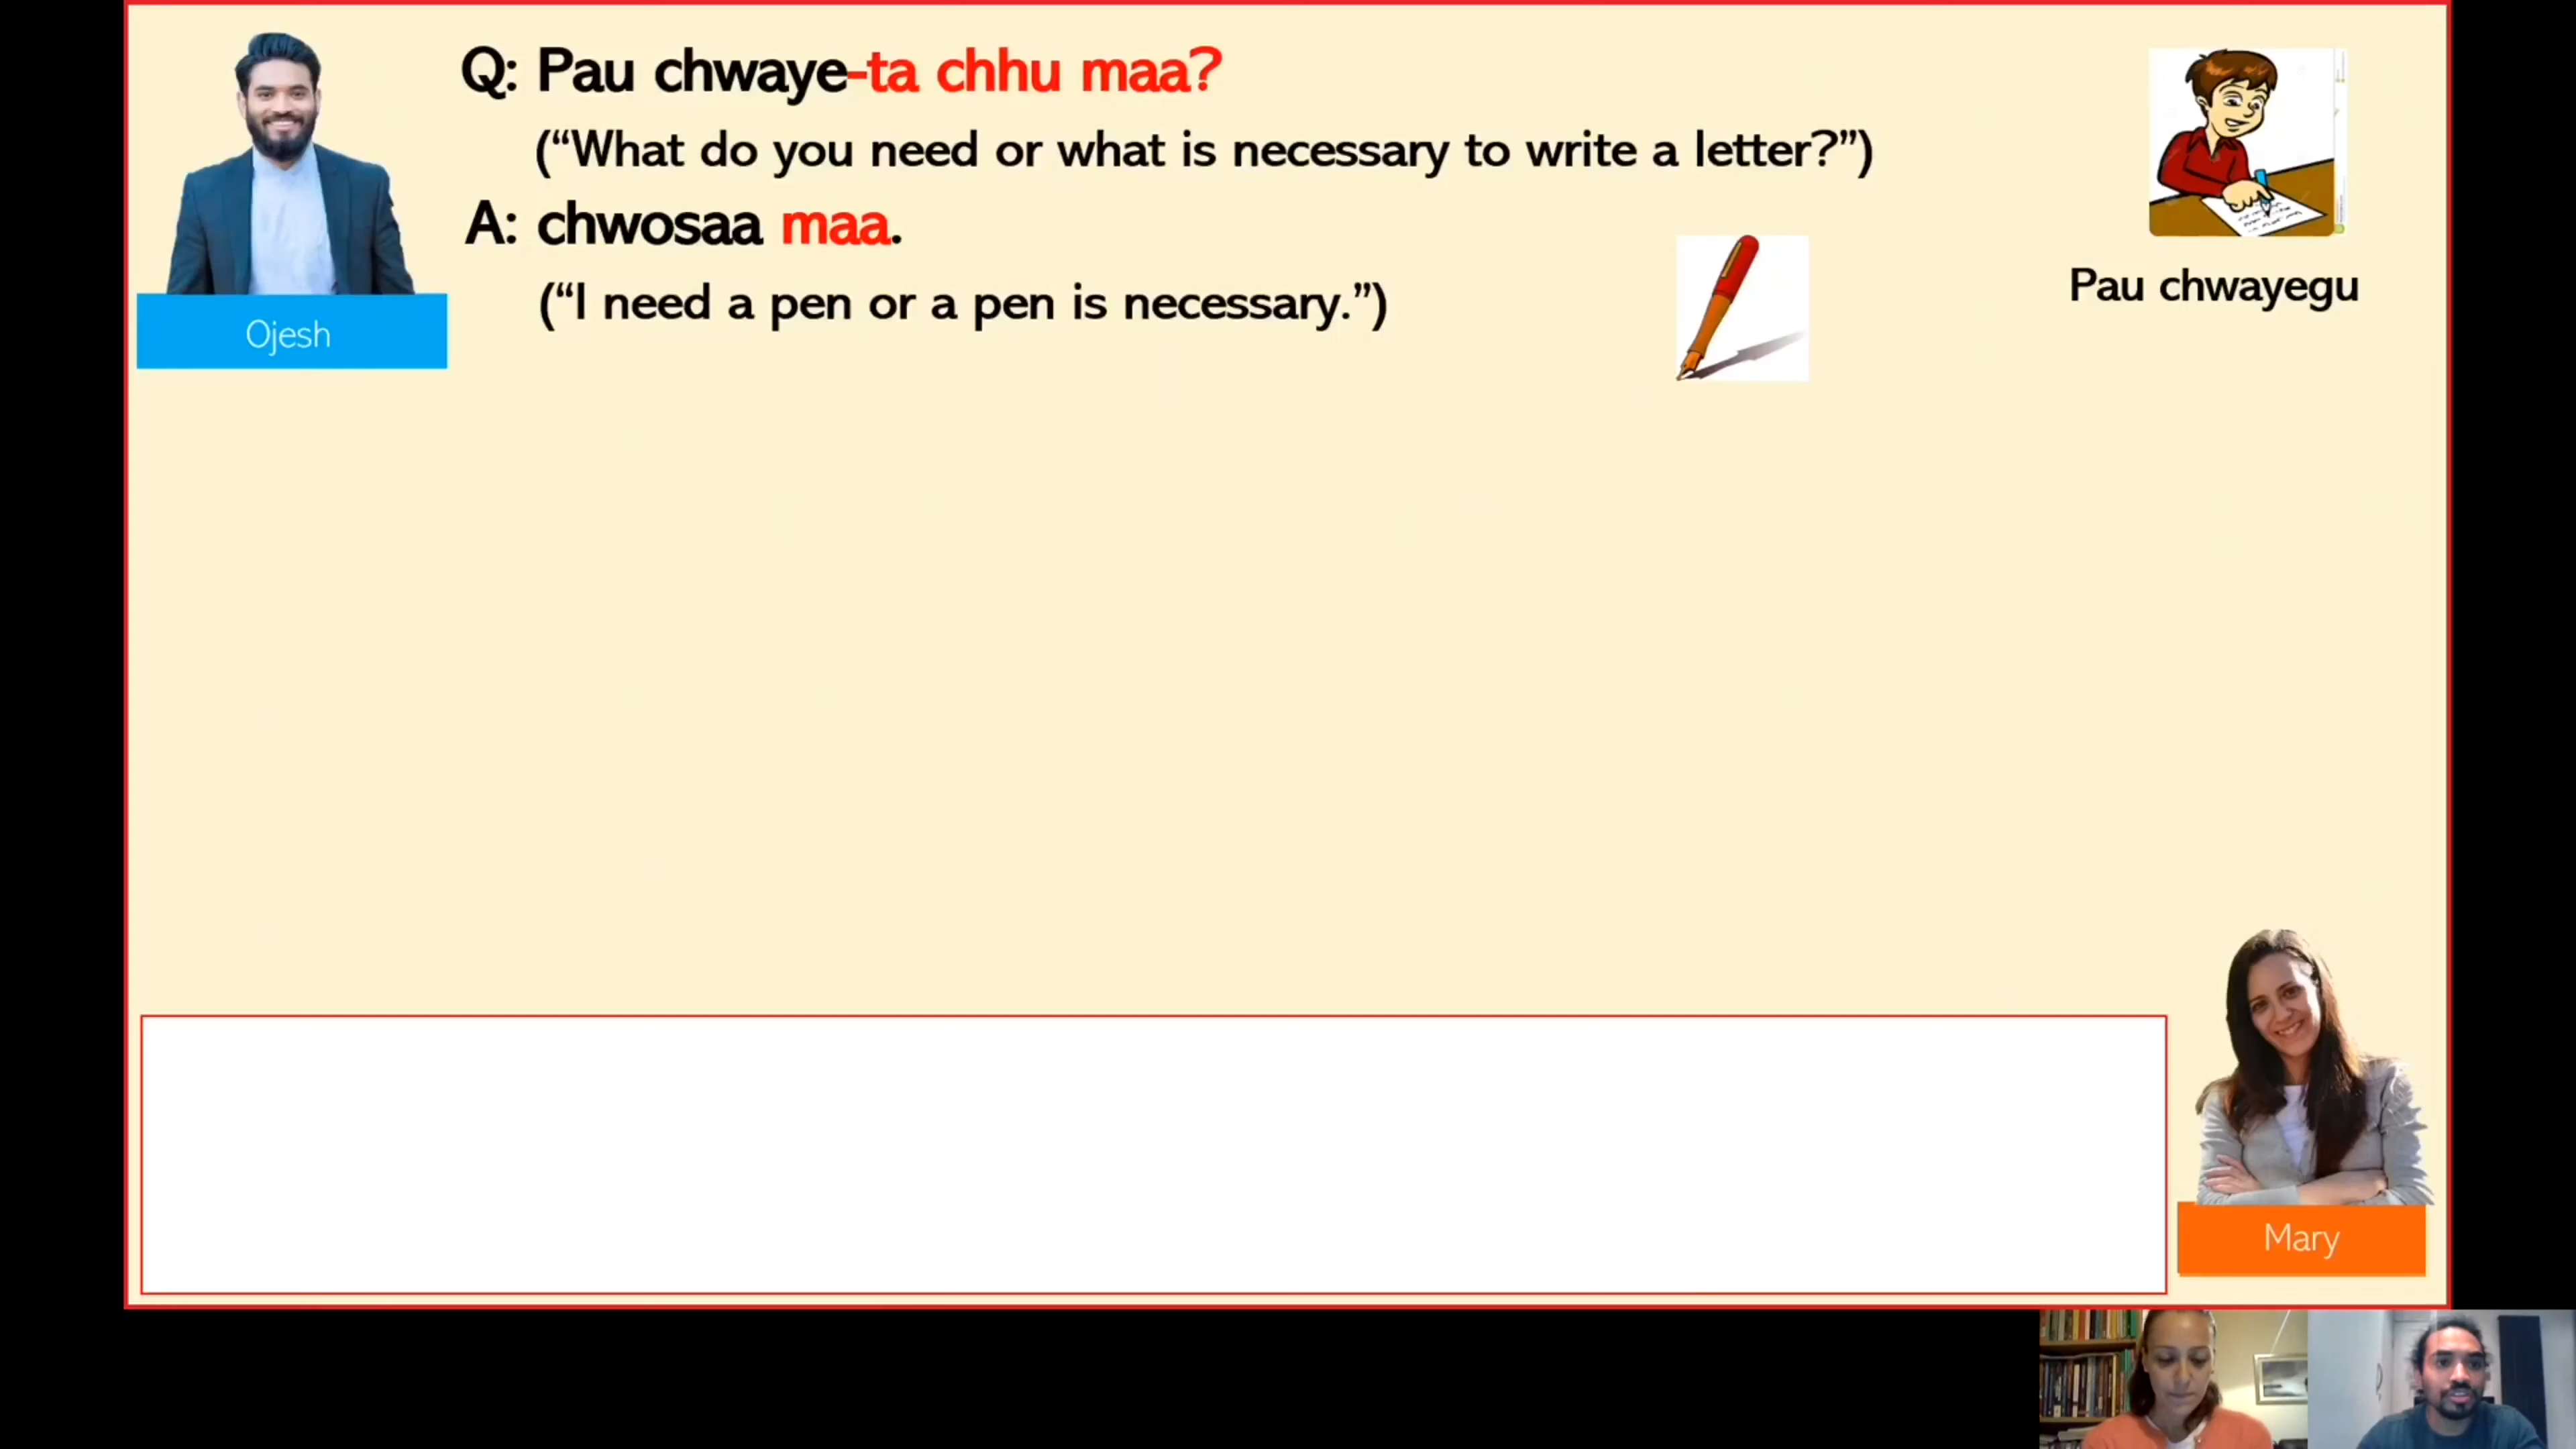 Q: Pau chwaye-ta chhu maa?
(“What do you need or what is necessary to write a letter?”)
A: chwosaa maa.
(“I need a pen or a pen is necessary.”)
Pau chwayegu
Ojesh
Mary